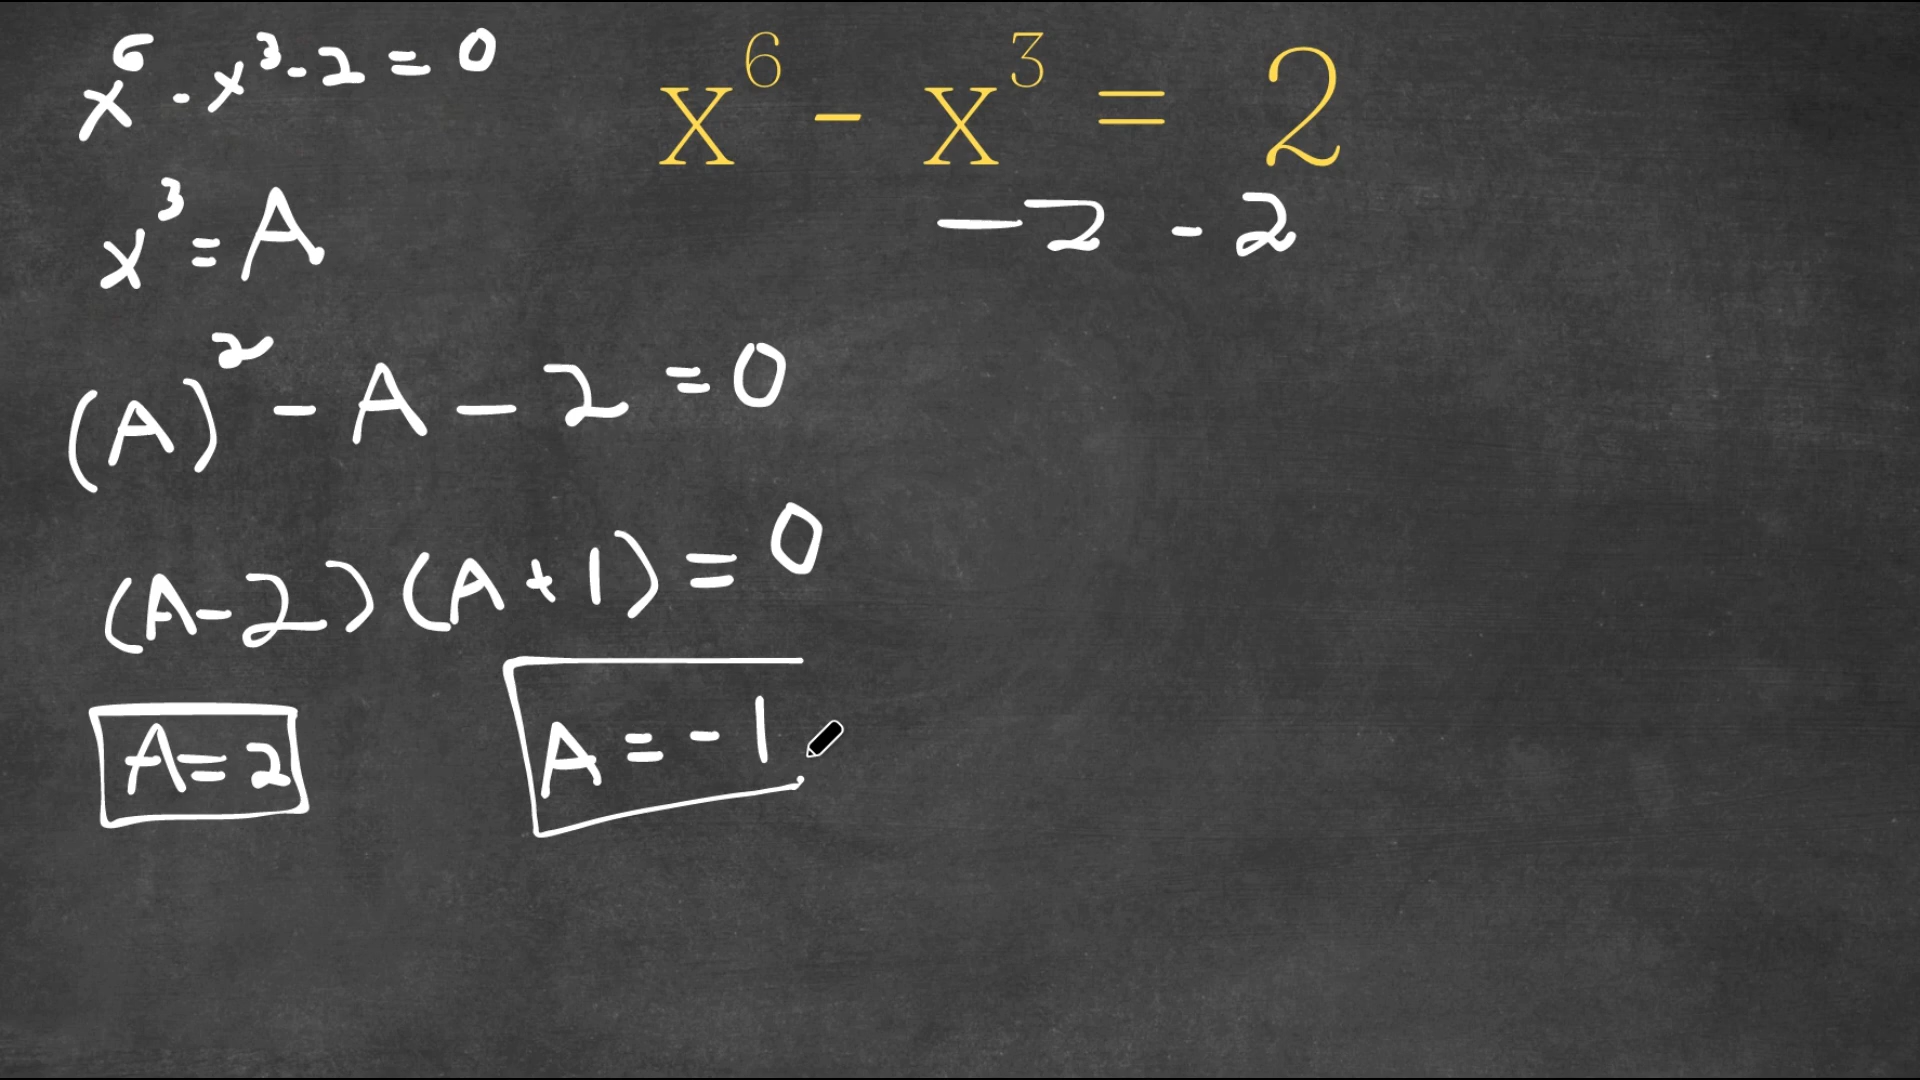 x⁶ - x³ - 2 = 0
x⁶ - x³ = 2
- 2 - 2
x³ = A
(A)² - A - 2 = 0
(A - 2) (A + 1) = 0
A = 2
A = - 1